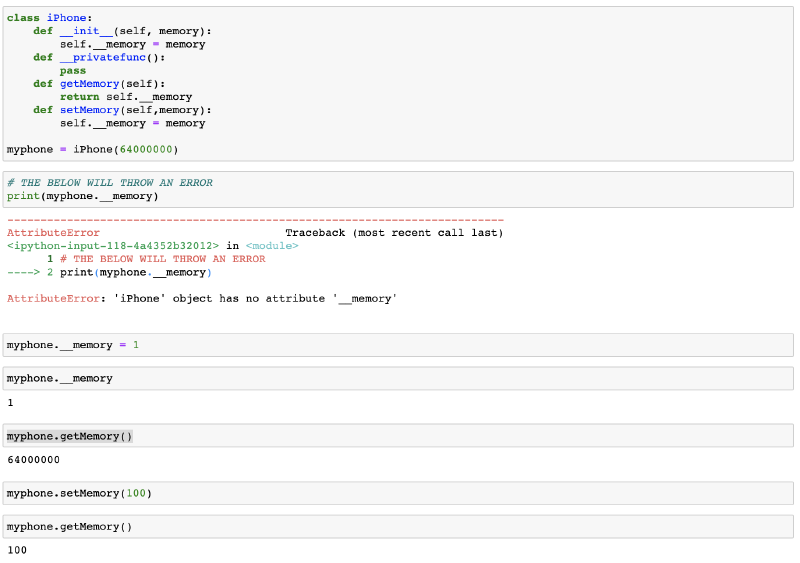 class iPhone:
    def __init__(self, memory):
        self.__memory = memory
    def __privatefunc():
        pass
    def getMemory(self):
        return self.__memory
    def setMemory(self,memory):
        self.__memory = memory

myphone = iPhone(64000000)
# THE BELOW WILL THROW AN ERROR
print(myphone.__memory)
---------------------------------------------------------------------------
AttributeError                            Traceback (most recent call last)
<ipython-input-118-4a4352b32012> in <module>
      1 # THE BELOW WILL THROW AN ERROR
----> 2 print(myphone.__memory)

AttributeError: 'iPhone' object has no attribute '__memory'
myphone.__memory = 1
myphone.__memory
1
myphone.getMemory()
64000000
myphone.setMemory(100)
myphone.getMemory()
100